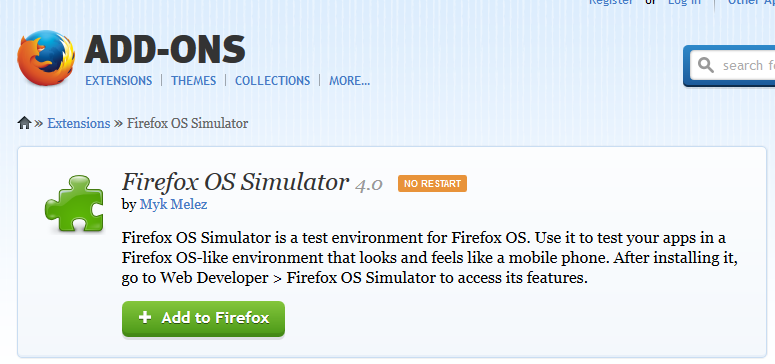 Register or Log in Other Ap
ADD-ONS
EXTENSIONS | THEMES | COLLECTIONS | MORE...
search fo
» Extensions » Firefox OS Simulator
Firefox OS Simulator 4.0 NO RESTART
by Myk Melez
Firefox OS Simulator is a test environment for Firefox OS. Use it to test your apps in a
Firefox OS-like environment that looks and feels like a mobile phone. After installing it,
go to Web Developer > Firefox OS Simulator to access its features.
+ Add to Firefox